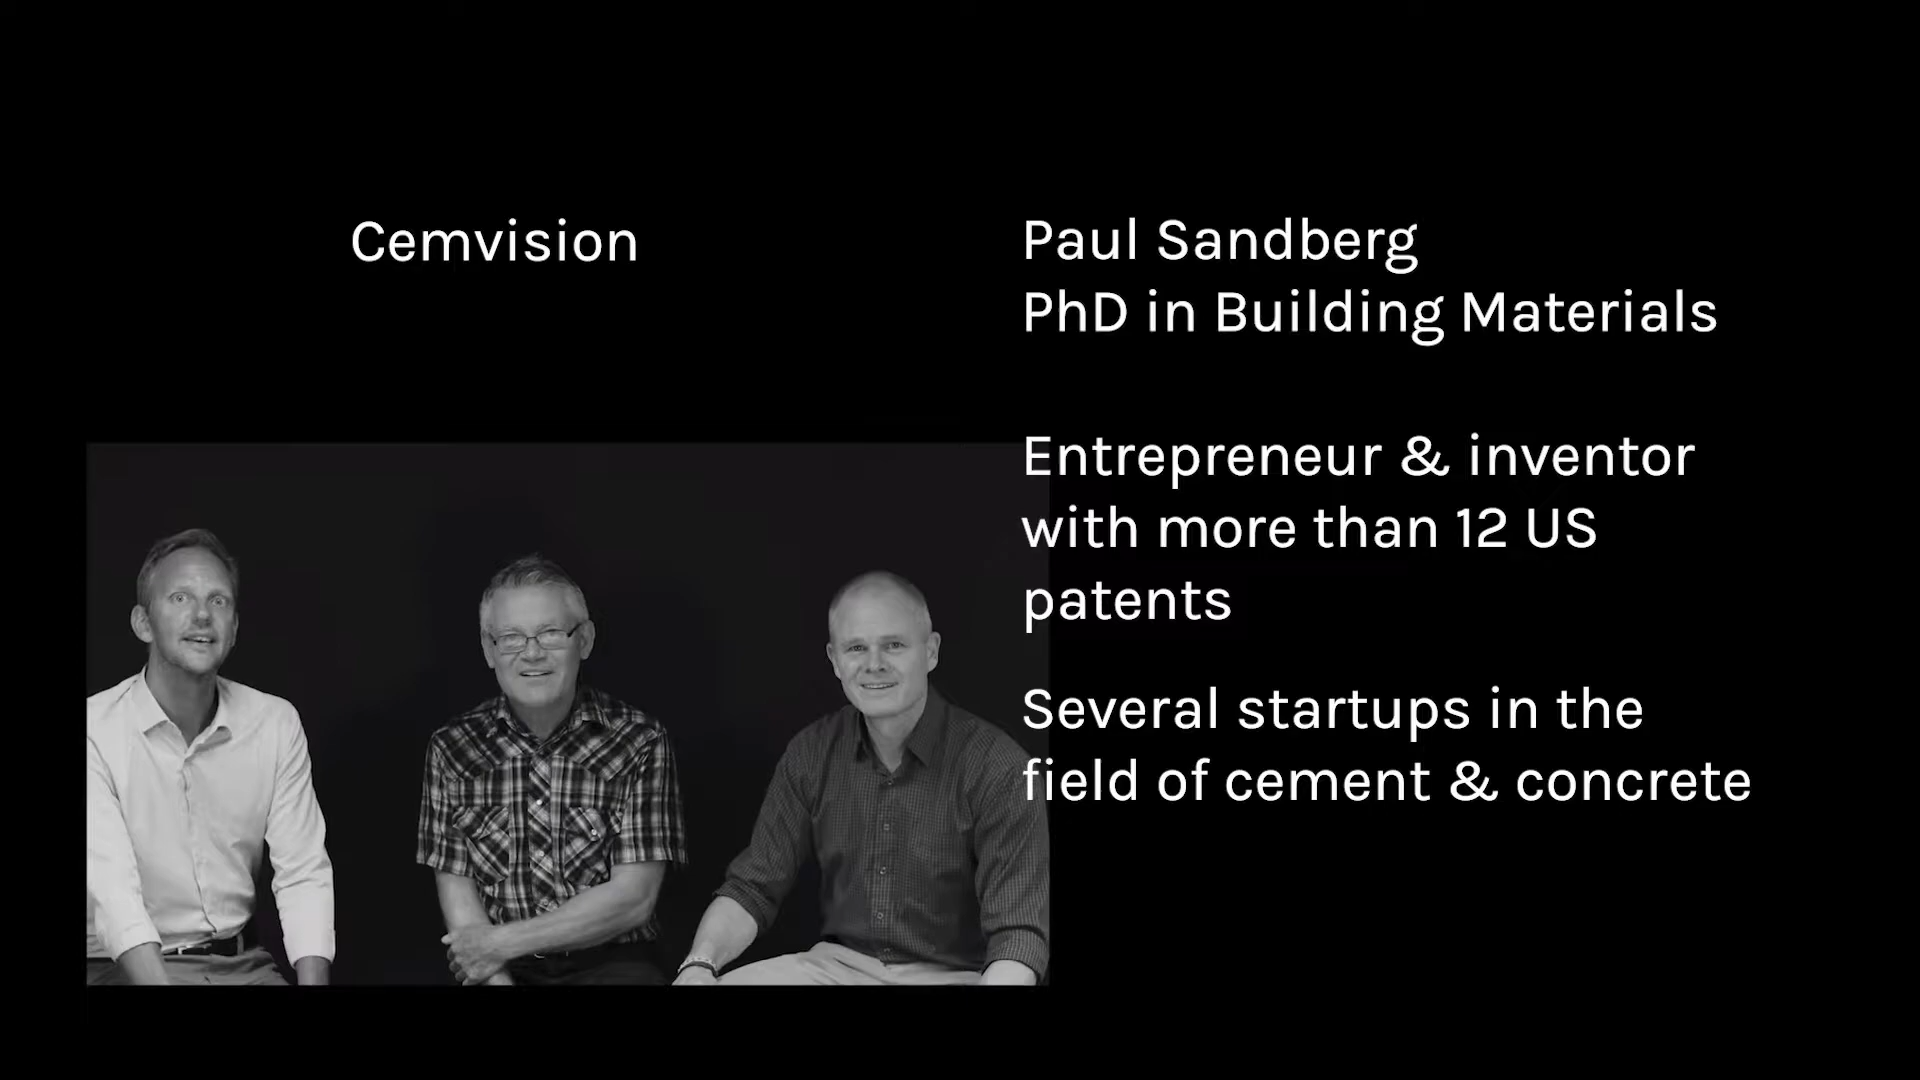 Cemvision
Paul Sandberg
PhD in Building Materials
Entrepreneur & inventor
with more than 12 US
patents
Several startups in the
field of cement & concrete